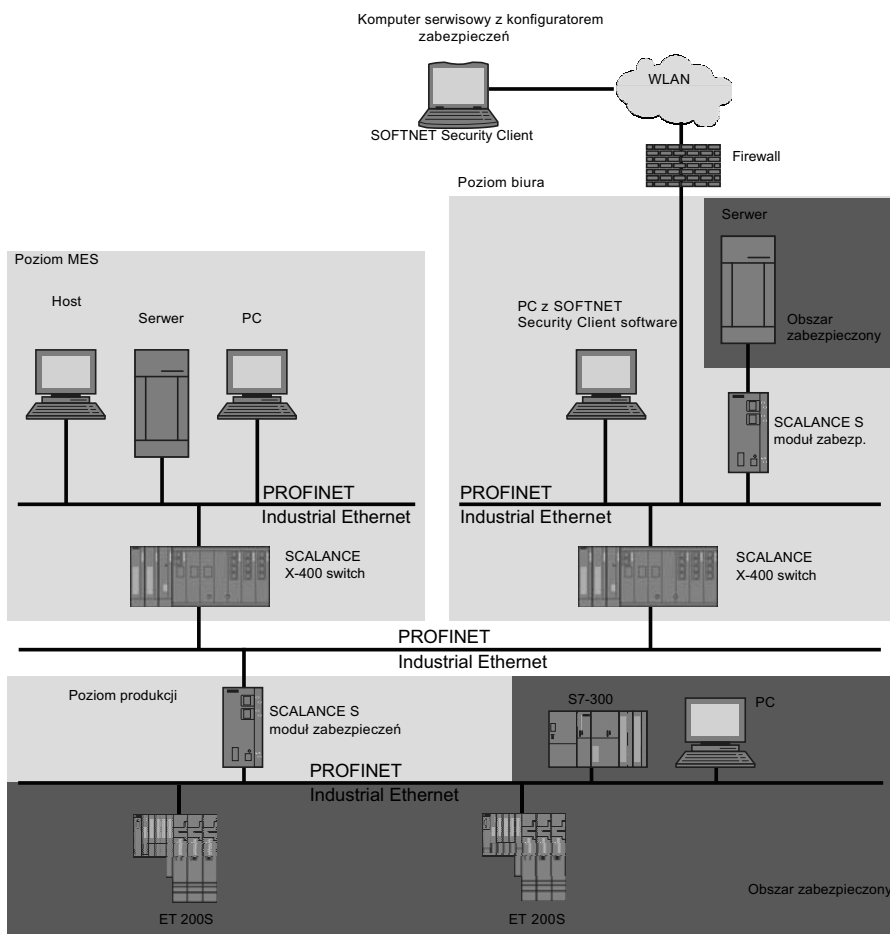 Komputer serwisowy z konfiguratorem
zabezpieczeń
WLAN
SOFTNET Security Client
Firewall
Poziom biura
Serwer
Poziom MES
Host
Serwer
PC
PC z SOFTNET
Security Client software
Obszar
zabezpieczony
SCALANCE S
moduł zabezp.
PROFINET
Industrial Ethernet
PROFINET
Industrial Ethernet
SCALANCE
X-400 switch
SCALANCE
X-400 switch
PROFINET
Industrial Ethernet
Poziom produkcji
SCALANCE S
moduł zabezpieczeń
S7-300
PC
PROFINET
Industrial Ethernet
Obszar zabezpieczony
ET 200S
ET 200S